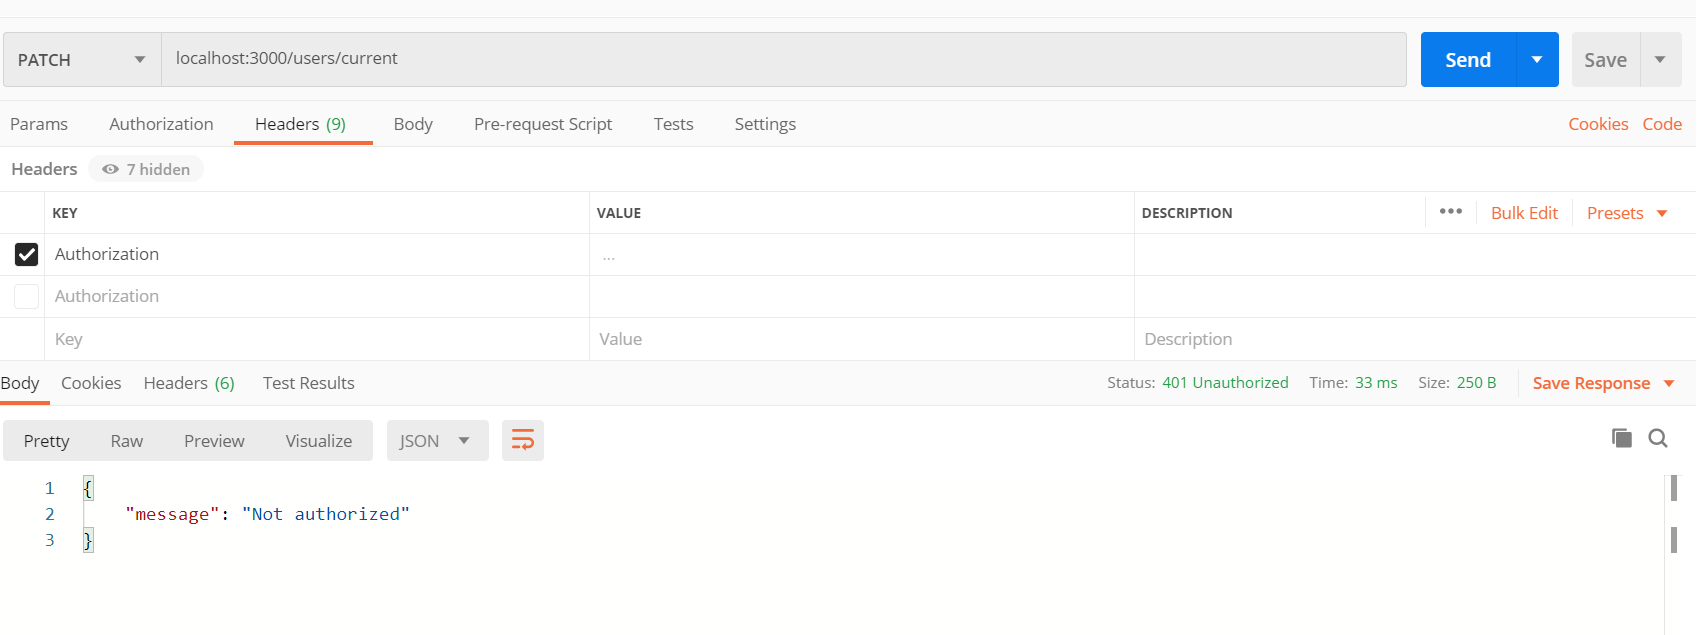 PATCH localhost:3000/users/current Send Save
Params Authorization Headers (9) Body Pre-request Script Tests Settings Cookies Code
Headers 7 hidden
KEY VALUE DESCRIPTION ••• Bulk Edit Presets
Authorization ...
Authorization
Key Value Description
Body Cookies Headers (6) Test Results Status: 401 Unauthorized Time: 33 ms Size: 250 B Save Response
Pretty Raw Preview Visualize JSON
1 {
2 "message": "Not authorized"
3 }